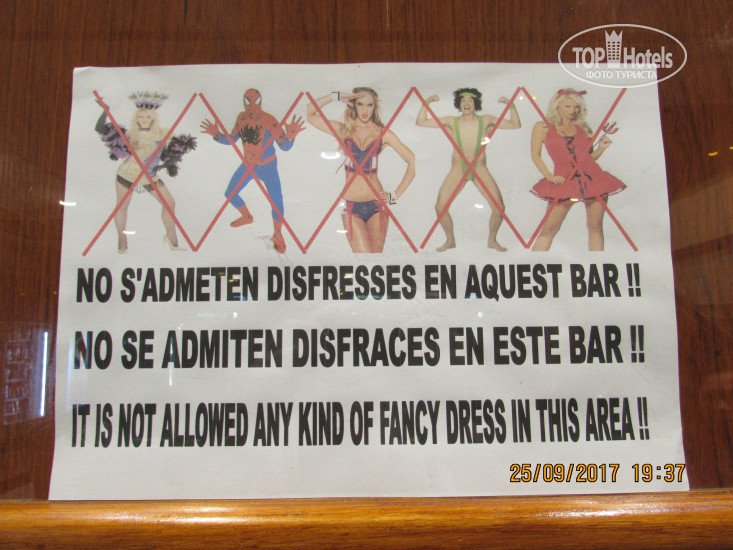 TOP Hotels
ФОТО ТУРИСТА
NO S'ADMETEN DISFRESSES EN AQUEST BAR !!
NO SE ADMITEN DISFRACES EN ESTE BAR !!
IT IS NOT ALLOWED ANY KIND OF FANCY DRESS IN THIS AREA !!
25/09/2017 19:37